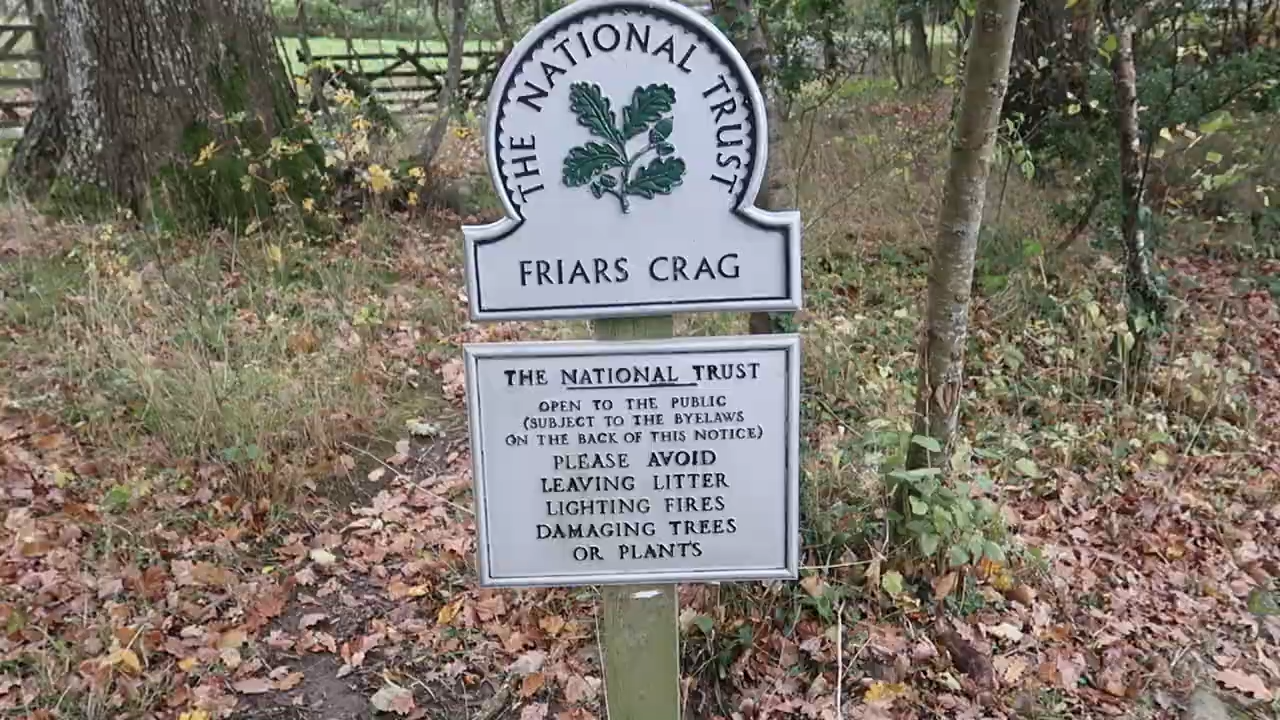 THE NATIONAL TRUST
FRIARS CRAG
THE NATIONAL TRUST
OPEN TO THE PUBLIC
(SUBJECT TO THE BYELAWS
ON THE BACK OF THIS NOTICE)
PLEASE AVOID
LEAVING LITTER
LIGHTING FIRES
DAMAGING TREES
OR PLANTS